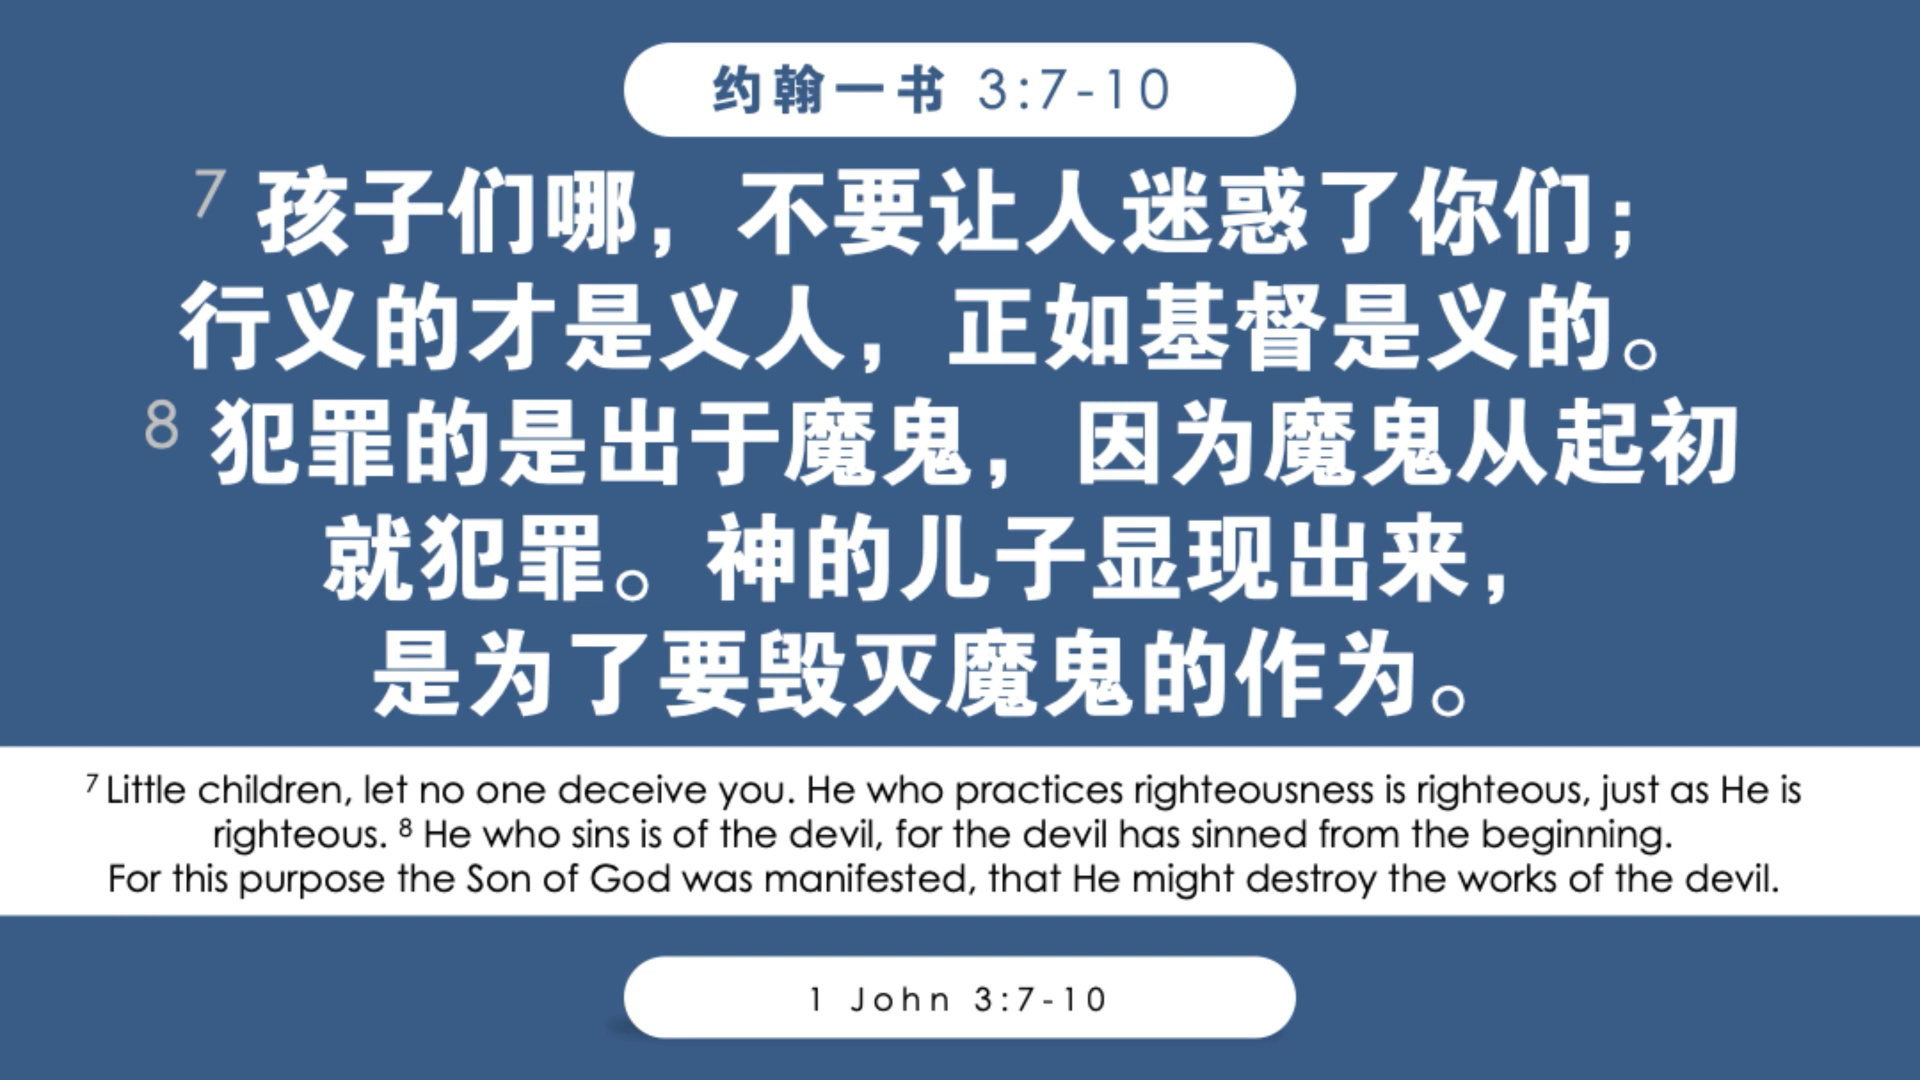 约翰一书 3:7-10
7 孩子们哪，不要让人迷惑了你们；
行义的才是义人，正如基督是义的。
8 犯罪的是出于魔鬼，因为魔鬼从起初
就犯罪。神的儿子显现出来，
是为了要毁灭魔鬼的作为。
7 Little children, let no one deceive you. He who practices righteousness is righteous, just as He is
righteous. 8 He who sins is of the devil, for the devil has sinned from the beginning.
For this purpose the Son of God was manifested, that He might destroy the works of the devil.
1 John 3:7-10